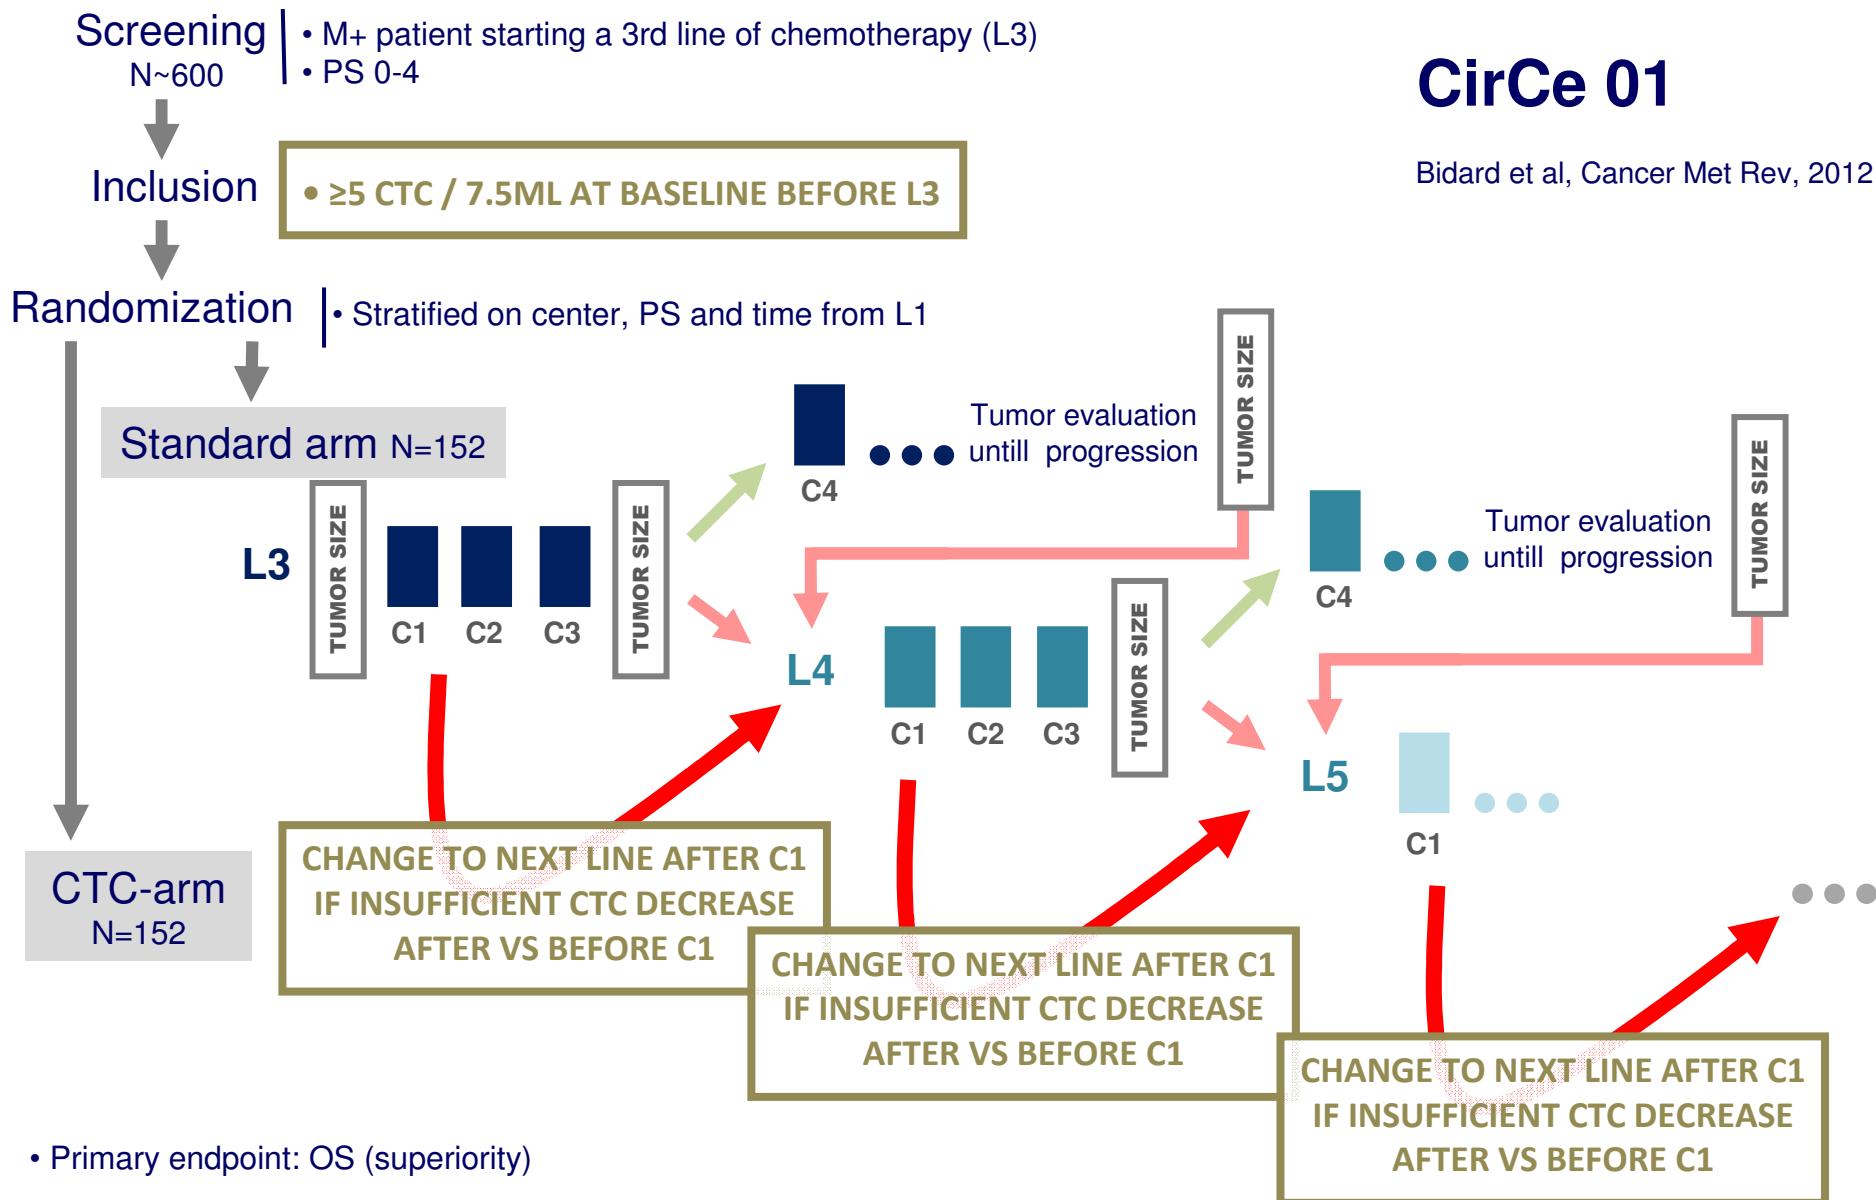 Screening
N~600
• M+ patient starting a 3rd line of chemotherapy (L3)
• PS 0-4
CirCe 01
Bidard et al, Cancer Met Rev, 2012
Inclusion
• ≥5 CTC / 7.5ML AT BASELINE BEFORE L3
Randomization
• Stratified on center, PS and time from L1
Standard arm N=152
L3
TUMOR SIZE
C1
C2
C3
TUMOR SIZE
C4
Tumor evaluation
untill progression
TUMOR SIZE
L4
C1
C2
C3
TUMOR SIZE
C4
Tumor evaluation
untill progression
TUMOR SIZE
L5
C1
CTC-arm
N=152
CHANGE TO NEXT LINE AFTER C1
IF INSUFFICIENT CTC DECREASE
AFTER VS BEFORE C1
CHANGE TO NEXT LINE AFTER C1
IF INSUFFICIENT CTC DECREASE
AFTER VS BEFORE C1
CHANGE TO NEXT LINE AFTER C1
IF INSUFFICIENT CTC DECREASE
AFTER VS BEFORE C1
• Primary endpoint: OS (superiority)